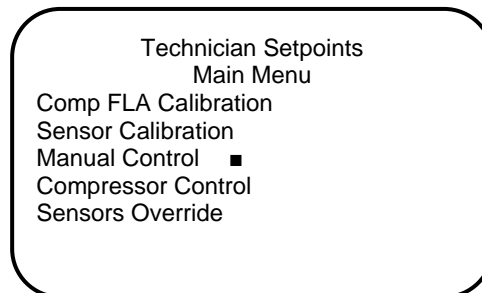 Technician Setpoints
Main Menu
Comp FLA Calibration
Sensor Calibration
Manual Control ■
Compressor Control
Sensors Override